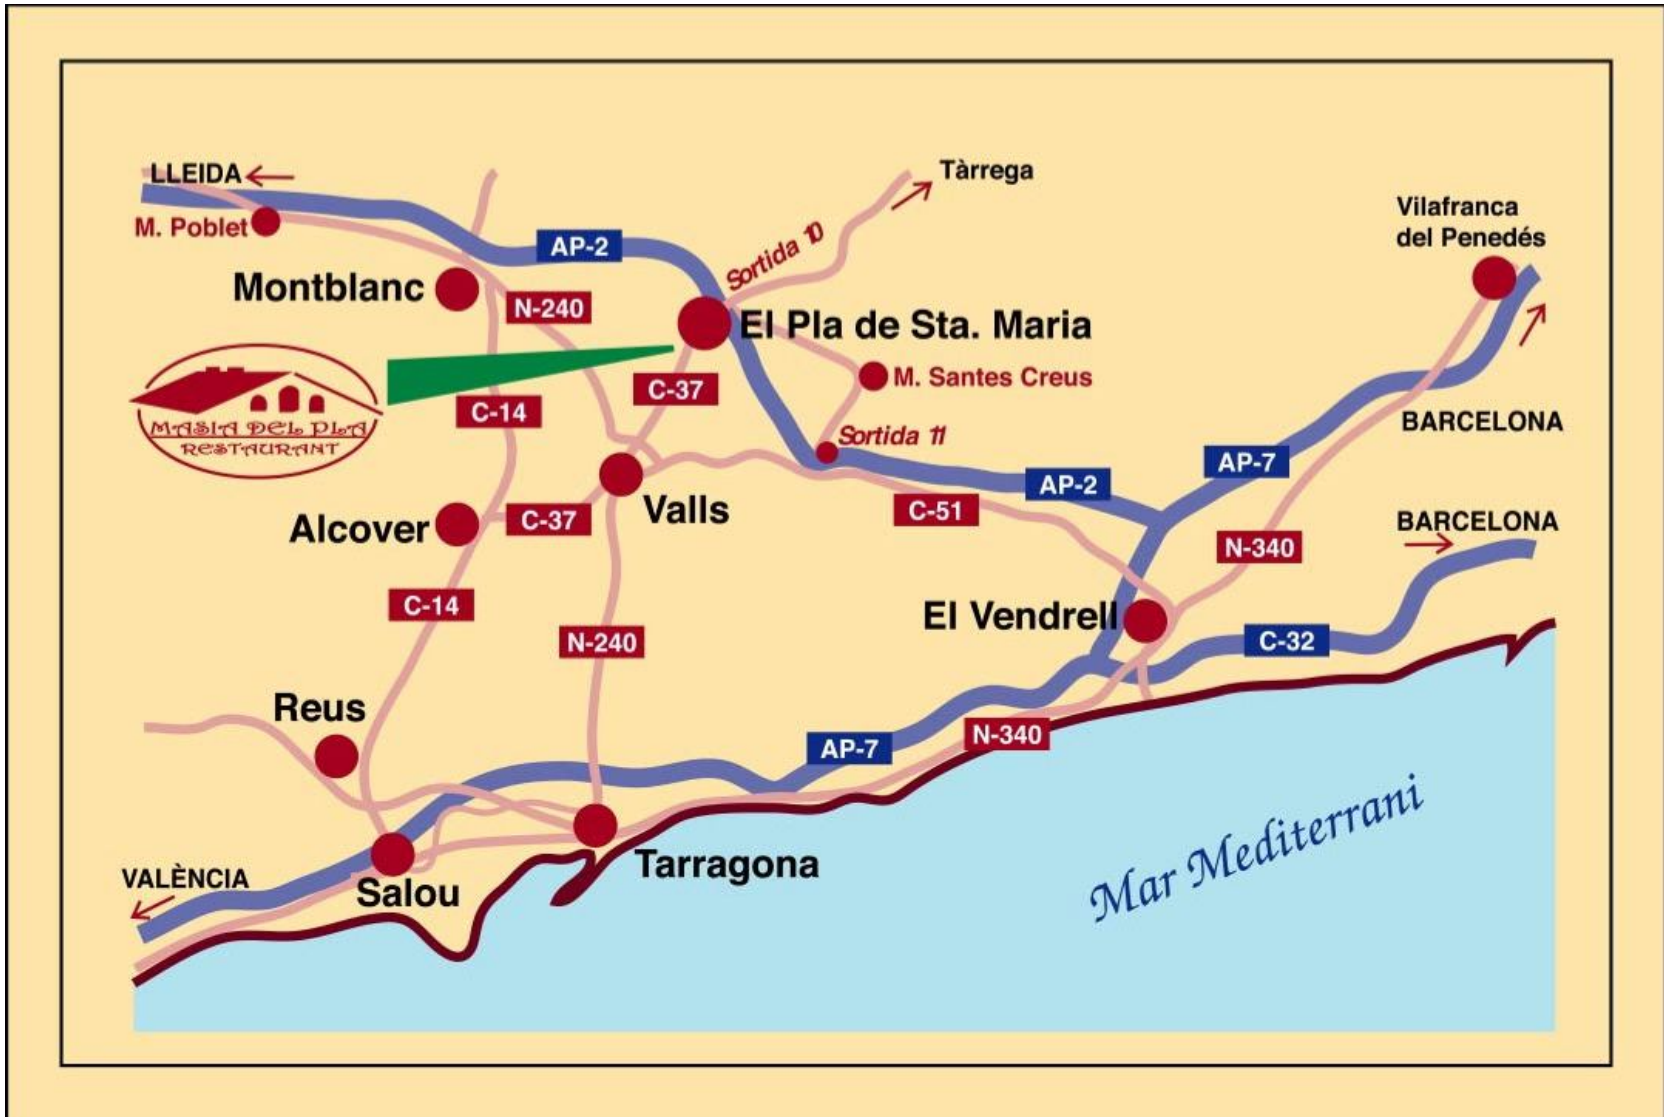 LLEIDA
Tàrrega
Vilafranca
del Penedés
M. Poblet
Sortida 10
AP-2
Montblanc
N-240
El Pla de Sta. Maria
C-37
M. Santes Creus
C-14
MASIA DEL PLA
RESTAURANT
Sortida 11
BARCELONA
AP-7
AP-2
Valls
C-51
Alcover
C-37
BARCELONA
N-340
C-14
El Vendrell
N-240
C-32
Reus
AP-7
N-340
Mar Mediterrani
Tarragona
VALÈNCIA
Salou